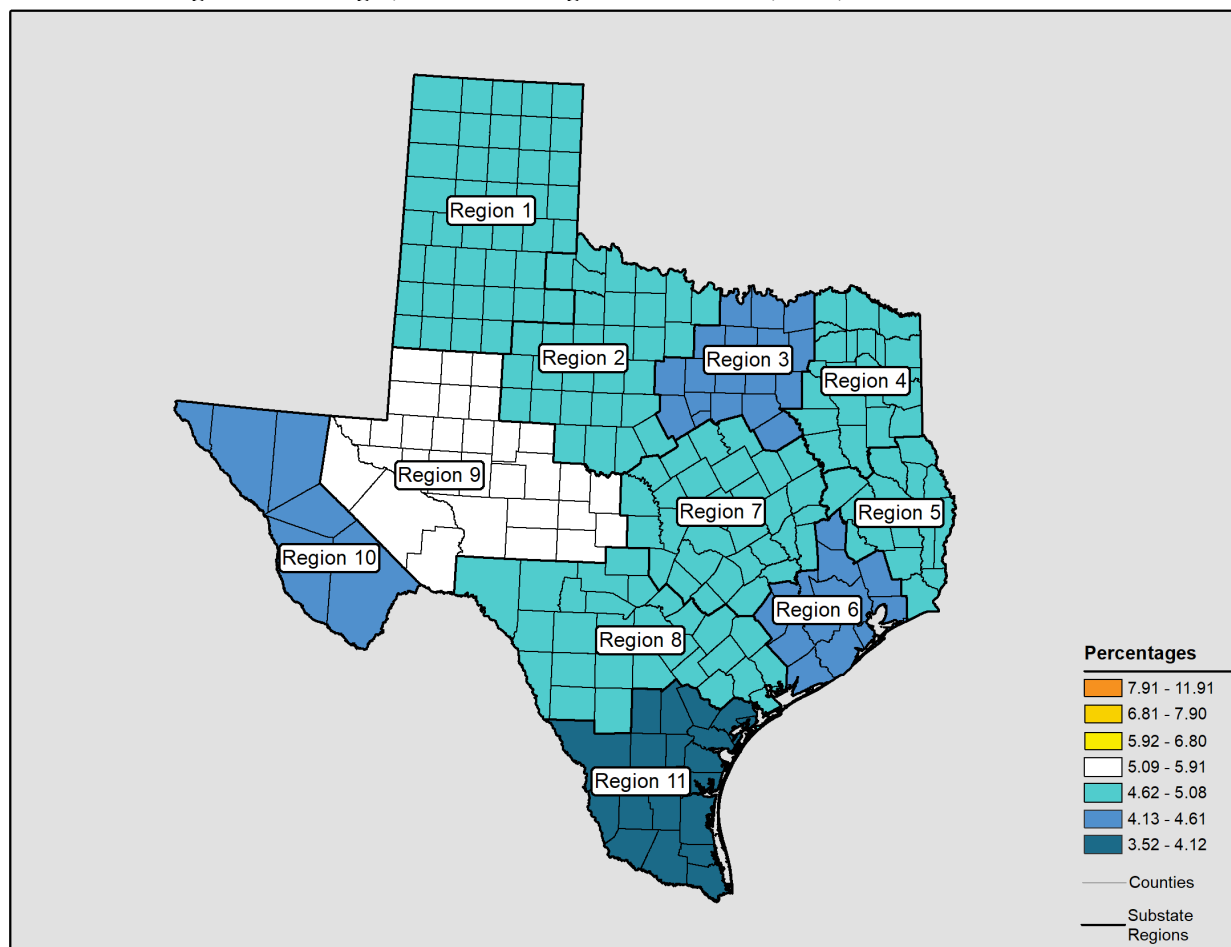 Region 1
Region 2
Region 3
Region 4
Region 9
Region 7
Region 5
Region 10
Region 6
Region 8
Region 11
Percentages
7.91 - 11.91
6.81 - 7.90
5.92 - 6.80
5.09 - 5.91
4.62 - 5.08
4.13 - 4.61
3.52 - 4.12
Counties
Substate
Regions